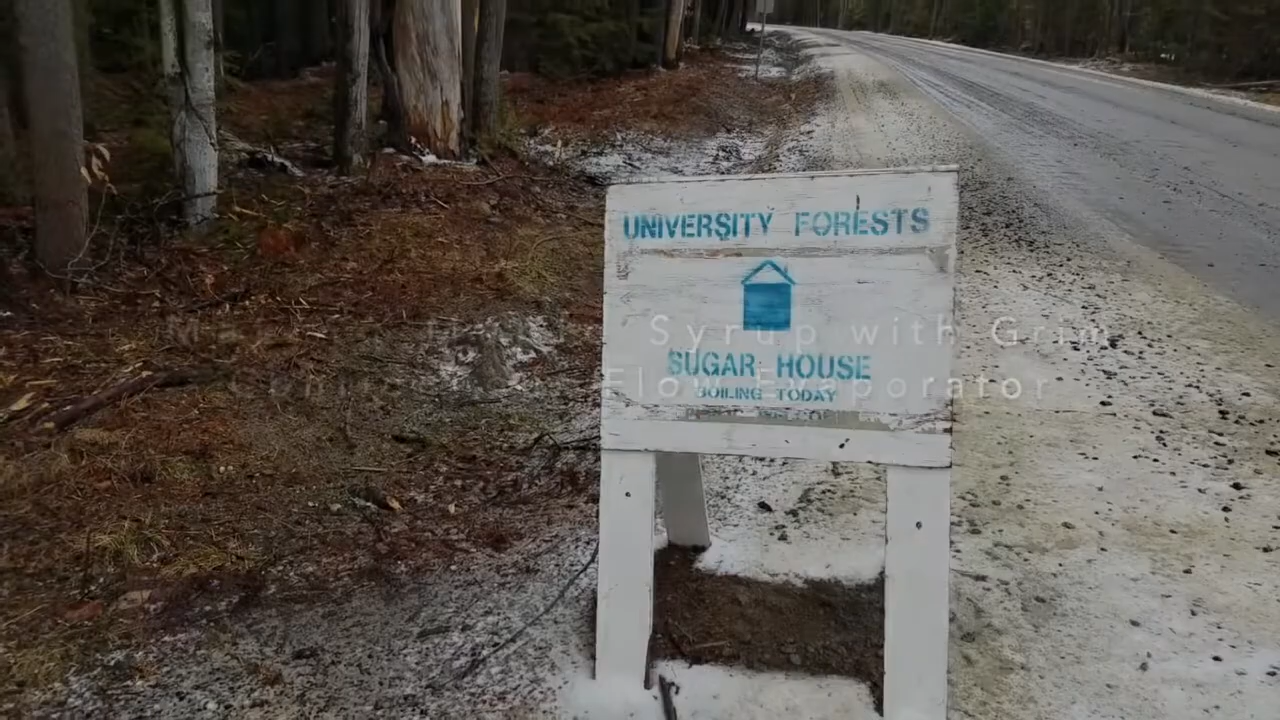 UNIVERSITY FORESTS
SUGAR HOUSE
BOILING TODAY
Syrup with Grim
Flow Evaporator